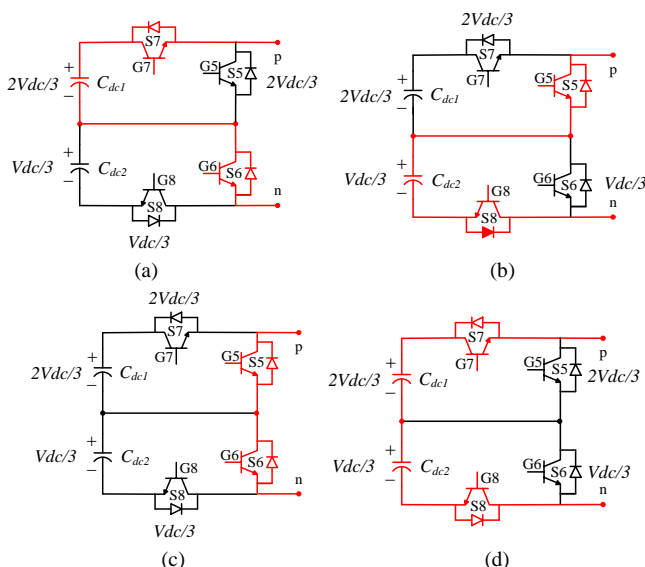 S7
p
G7
G5
S5
2Vdc/3
+
2Vdc/3
Cdc1
−
+
Vdc/3
Cdc2
−
G8
G6
S6
S8
n
Vdc/3
(a)
2Vdc/3
S7
p
G7
G5
S5
+
2Vdc/3
Cdc1
−
+
Vdc/3
Cdc2
−
G8
G6
S6
Vdc/3
S8
n
(b)
2Vdc/3
S7
p
G7
G5
S5
+
2Vdc/3
Cdc1
−
+
Vdc/3
Cdc2
−
G8
G6
S6
S8
n
Vdc/3
(c)
S7
p
G7
G5
S5
2Vdc/3
+
2Vdc/3
Cdc1
−
+
Vdc/3
Cdc2
−
G8
G6
S6
Vdc/3
S8
n
(d)